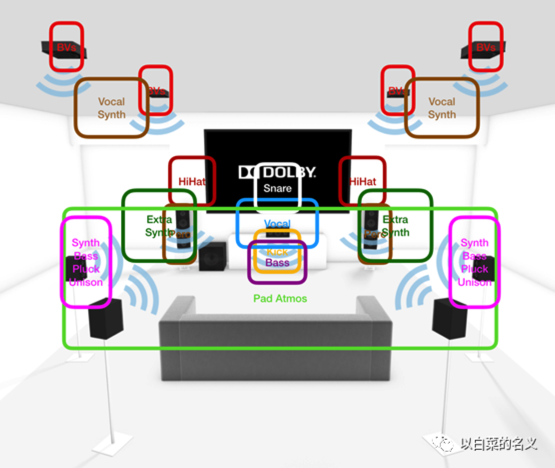 BVs
BVs
BVs
BVs
Vocal
Synth
Vocal
Synth
DOLBY
HiHat
Snare
HiHat
Extra
Synth
Vocal
Extra
Synth
Kick
Bass
Synth
Bass
Pluck
Unison
Synth
Bass
Pluck
Unison
Pad Atmos
以白菜的名义